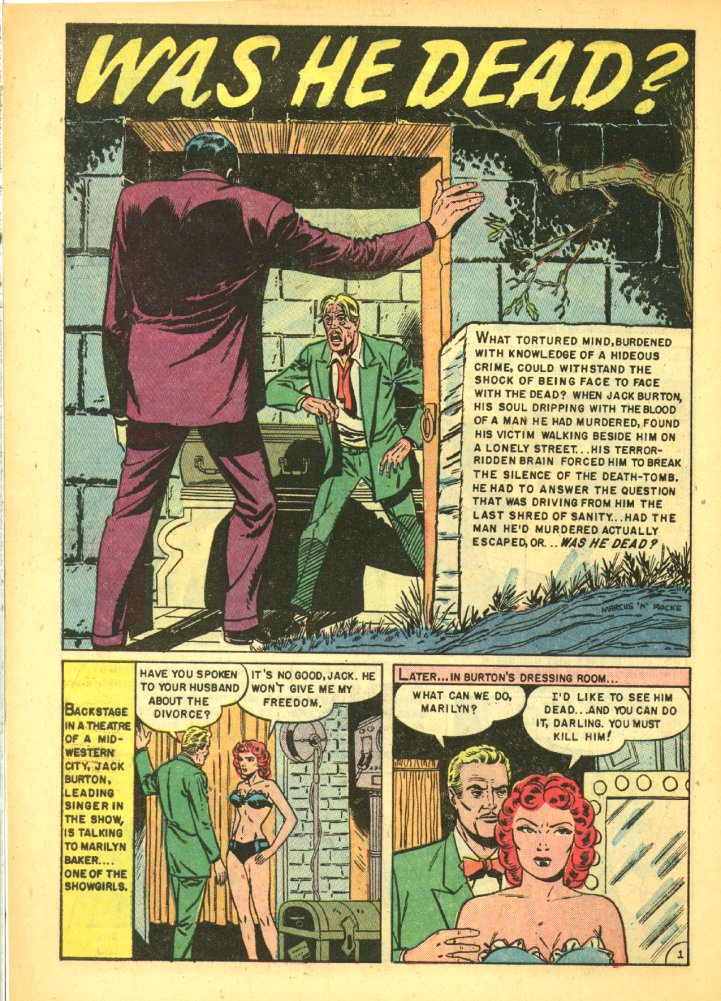 WAS HE DEAD?
WHAT TORTURED MIND, BURDENED
WITH KNOWLEDGE OF A HIDEOUS
CRIME, COULD WITHSTAND THE
SHOCK OF BEING FACE TO FACE
WITH THE DEAD? WHEN JACK BURTON,
HIS SOUL DRIPPING WITH THE BLOOD
OF A MAN HE HAD MURDERED, FOUND
HIS VICTIM WALKING BESIDE HIM ON
A LONELY STREET...HIS TERROR-
RIDDEN BRAIN FORCED HIM TO BREAK
THE SILENCE OF THE DEATH-TOMB.
HE HAD TO ANSWER THE QUESTION
THAT WAS DRIVING FROM HIM THE
LAST SHRED OF SANITY...HAD THE
MAN HE'D MURDERED ACTUALLY
ESCAPED, OR...WAS HE DEAD?
MARCUS 'N' ROCKE
BACKSTAGE
IN A THEATRE
OF A MID-
WESTERN
CITY, JACK
BURTON,
LEADING
SINGER IN
THE SHOW,
IS TALKING
TO MARILYN
BAKER....
ONE OF THE
SHOWGIRLS.
HAVE YOU SPOKEN
TO YOUR HUSBAND
ABOUT THE
DIVORCE?
IT'S NO GOOD, JACK. HE
WON'T GIVE ME MY
FREEDOM.
LATER...IN BURTON'S DRESSING ROOM...
WHAT CAN WE DO,
MARILYN?
I'D LIKE TO SEE HIM
DEAD...AND YOU CAN DO
IT, DARLING. YOU MUST
KILL HIM!
1